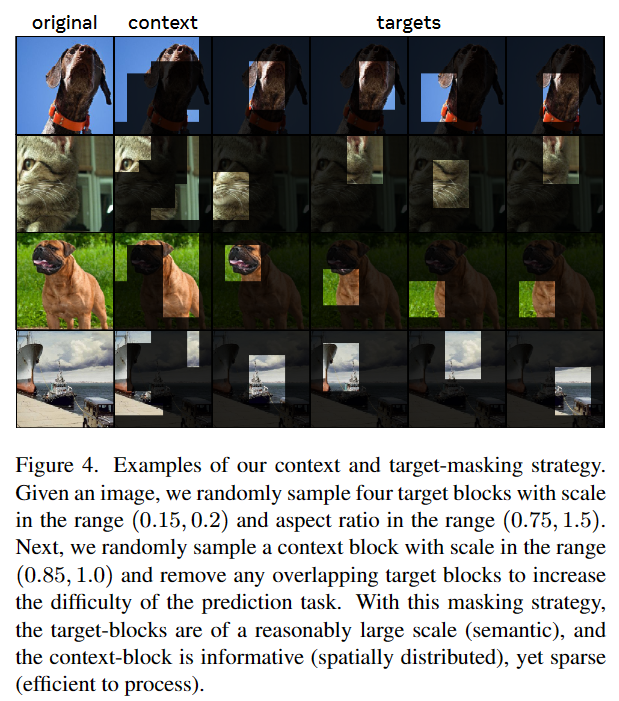 original context targets
Figure 4. Examples of our context and target-masking strategy.
Given an image, we randomly sample four target blocks with scale
in the range (0.15, 0.2) and aspect ratio in the range (0.75, 1.5).
Next, we randomly sample a context block with scale in the range
(0.85, 1.0) and remove any overlapping target blocks to increase
the difficulty of the prediction task. With this masking strategy,
the target-blocks are of a reasonably large scale (semantic), and
the context-block is informative (spatially distributed), yet sparse
(efficient to process).